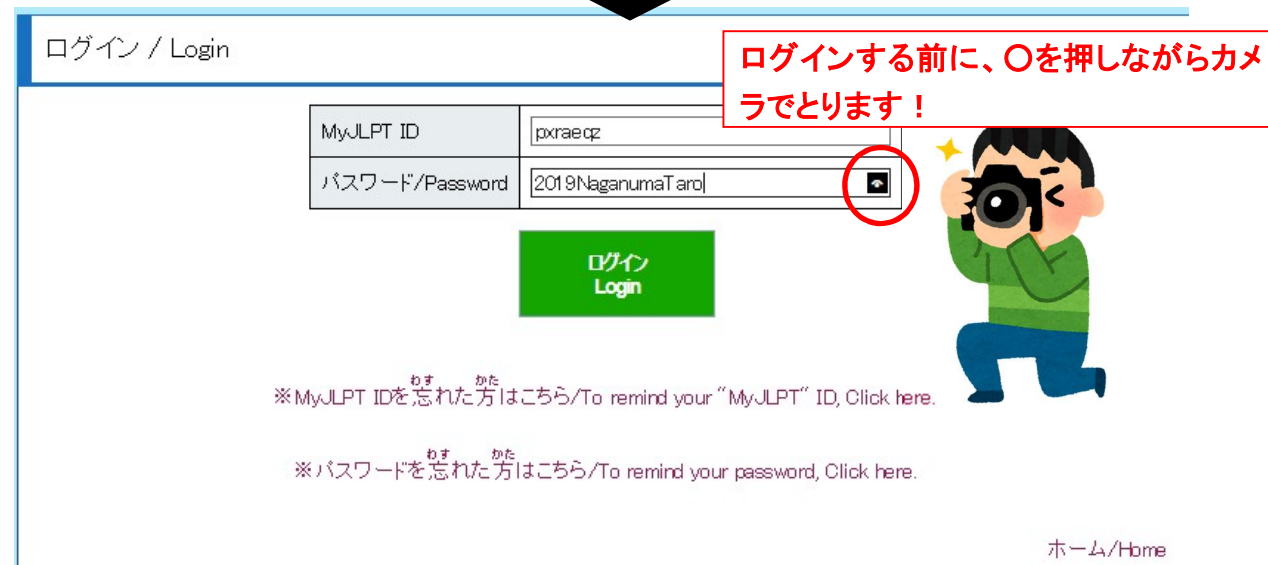 ログイン / Login
ログインする前に、〇を押しながらカメ
ラでとります！
MyJLPT ID
pxraeqz
パスワード/Password
2019NaganumaTaro
ログイン
Login
わす かた
※MyJLPT IDを忘れた方はこちら/To remind your “MyJLPT” ID, Click here.
わす かた
※パスワードを忘れた方はこちら/To remind your password, Click here.
ホーム/Home